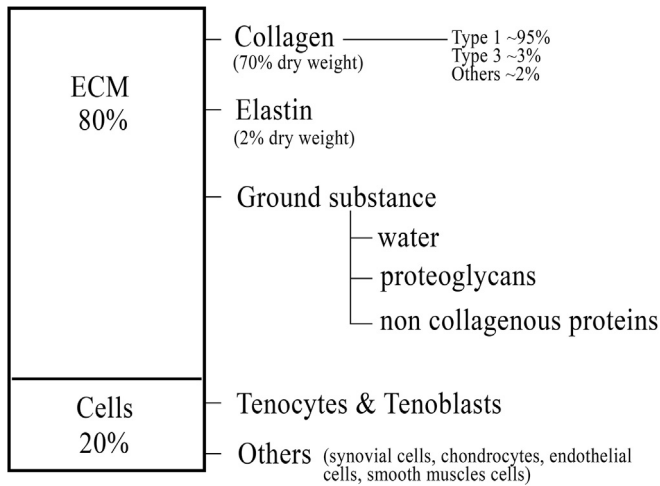 ECM
80%
Collagen
(70% dry weight)
Type 1 ~95%
Type 3 ~3%
Others ~2%
Elastin
(2% dry weight)
Ground substance
water
proteoglycans
non collagenous proteins
Cells
20%
Tenocytes & Tenoblasts
Others (synovial cells, chondrocytes, endothelial
cells, smooth muscles cells)